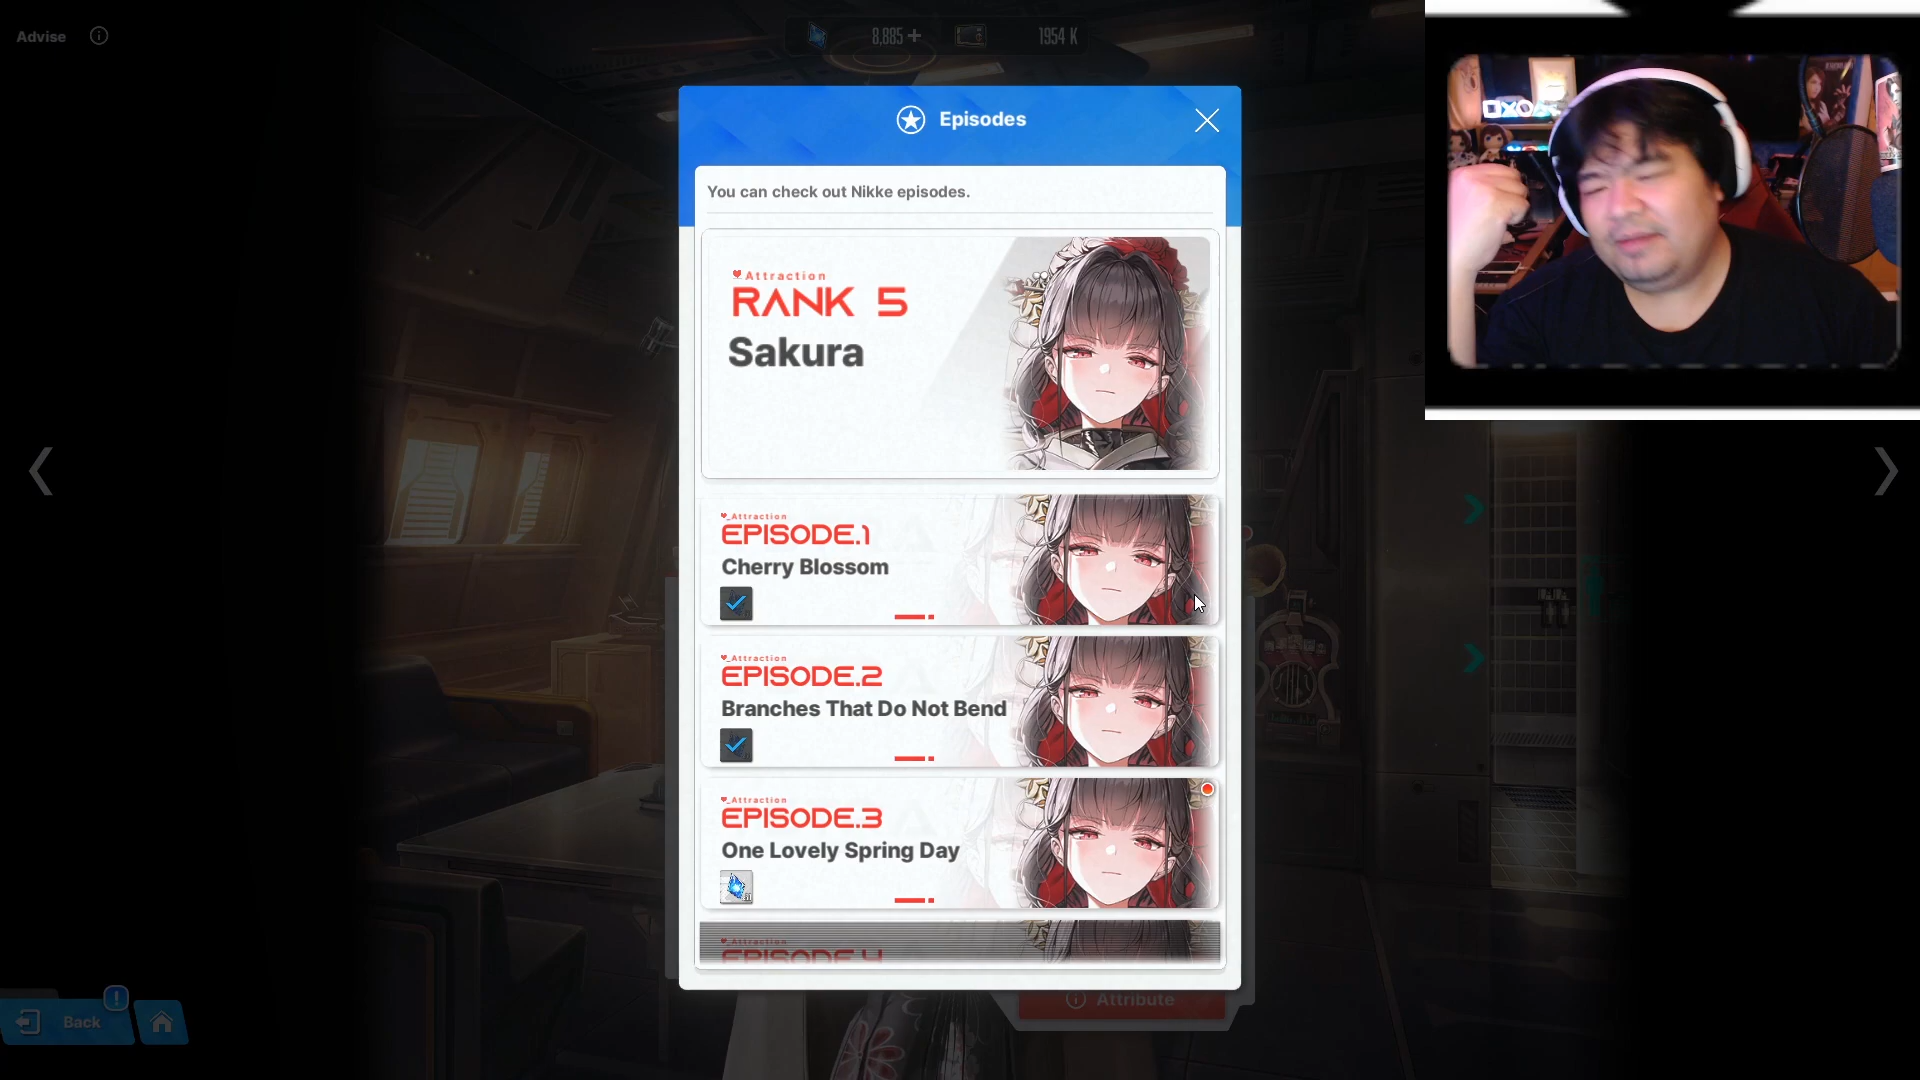 Advise
8,885 +
1954 K
Episodes
You can check out Nikke episodes.
Attraction
RANK 5
Sakura
Attraction
EPISODE.1
Cherry Blossom
Attraction
EPISODE.2
Branches That Do Not Bend
Attraction
EPISODE.3
One Lovely Spring Day
Attraction
EPISODE.4
Attribute
Back